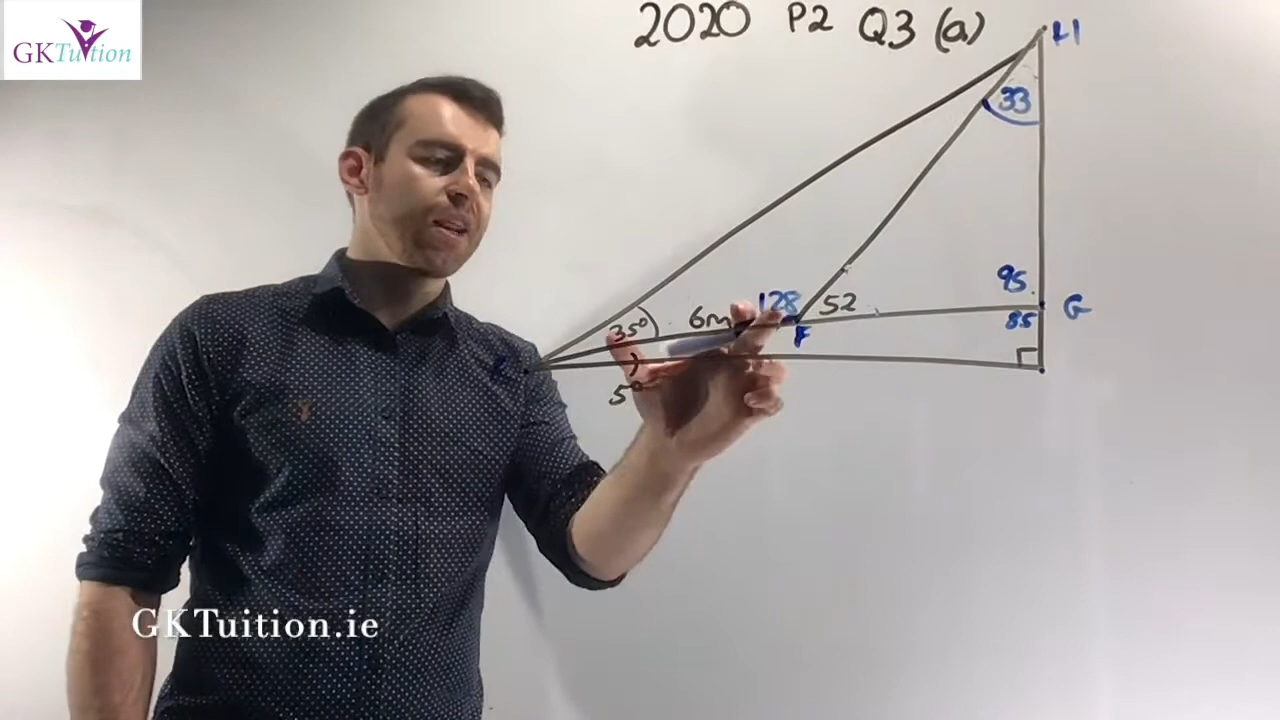 GKTuition
2020 P2 Q3 (a)
H
33
95
128
52
6m
G
85
35°
F
5°
GKTuition.ie